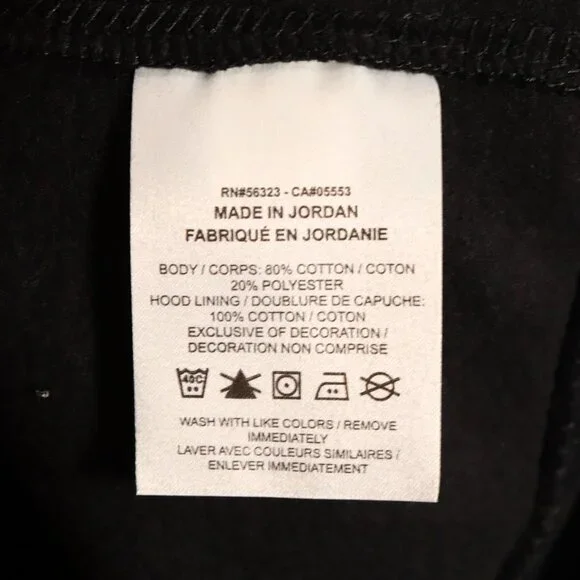 RN#56323 - CA#05553
MADE IN JORDAN
FABRIQUÉ EN JORDANIE
BODY / CORPS: 80% COTTON / COTON
20% POLYESTER
HOOD LINING / DOUBLURE DE CAPUCHE:
100% COTTON / COTON
EXCLUSIVE OF DECORATION /
DECORATION NON COMPRISE
40C
WASH WITH LIKE COLORS / REMOVE
IMMEDIATELY
LAVER AVEC COULEURS SIMILAIRES /
ENLEVER IMMEDIATEMENT